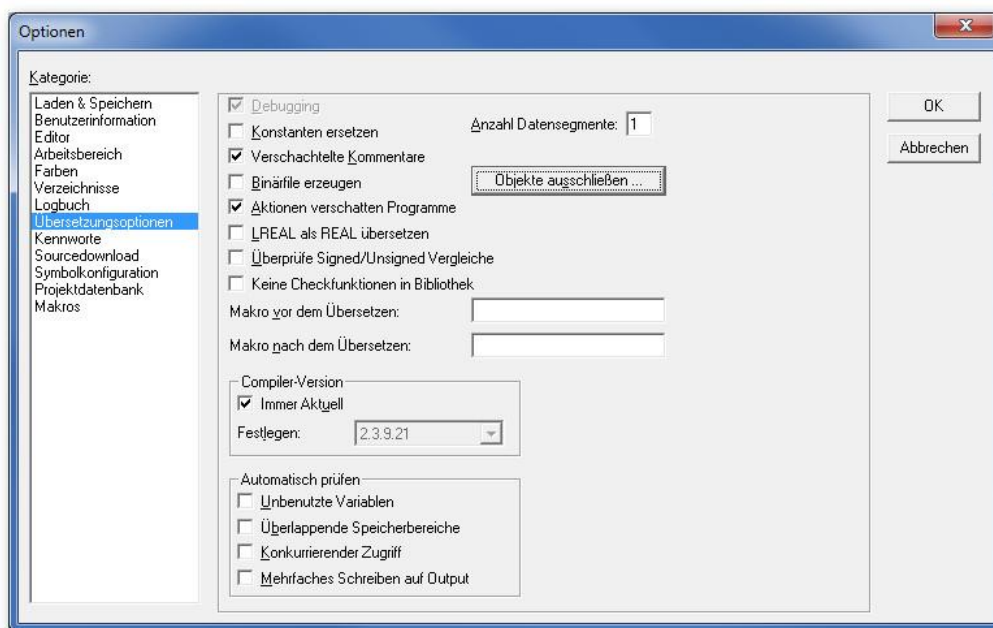 Optionen
Kategorie:
Laden & Speichern
Benutzerinformation
Editor
Arbeitsbereich
Farben
Verzeichnisse
Logbuch
Übersetzungsoptionen
Kennworte
Sourcedownload
Symbolkonfiguration
Projektdatenbank
Makros
Debugging
Konstanten ersetzen
Anzahl Datensegmente: 1
Verschachtelte Kommentare
Binärfile erzeugen
Objekte ausschließen ...
Aktionen verschatten Programme
LREAL als REAL übersetzen
Überprüfe Signed/Unsigned Vergleiche
Keine Checkfunktionen in Bibliothek
Makro vor dem Übersetzen:
Makro nach dem Übersetzen:
Compiler-Version
Immer Aktuell
Festlegen: 2.3.9.21
Automatisch prüfen
Unbenutzte Variablen
Überlappende Speicherbereiche
Konkurrierender Zugriff
Mehrfaches Schreiben auf Output
OK
Abbrechen